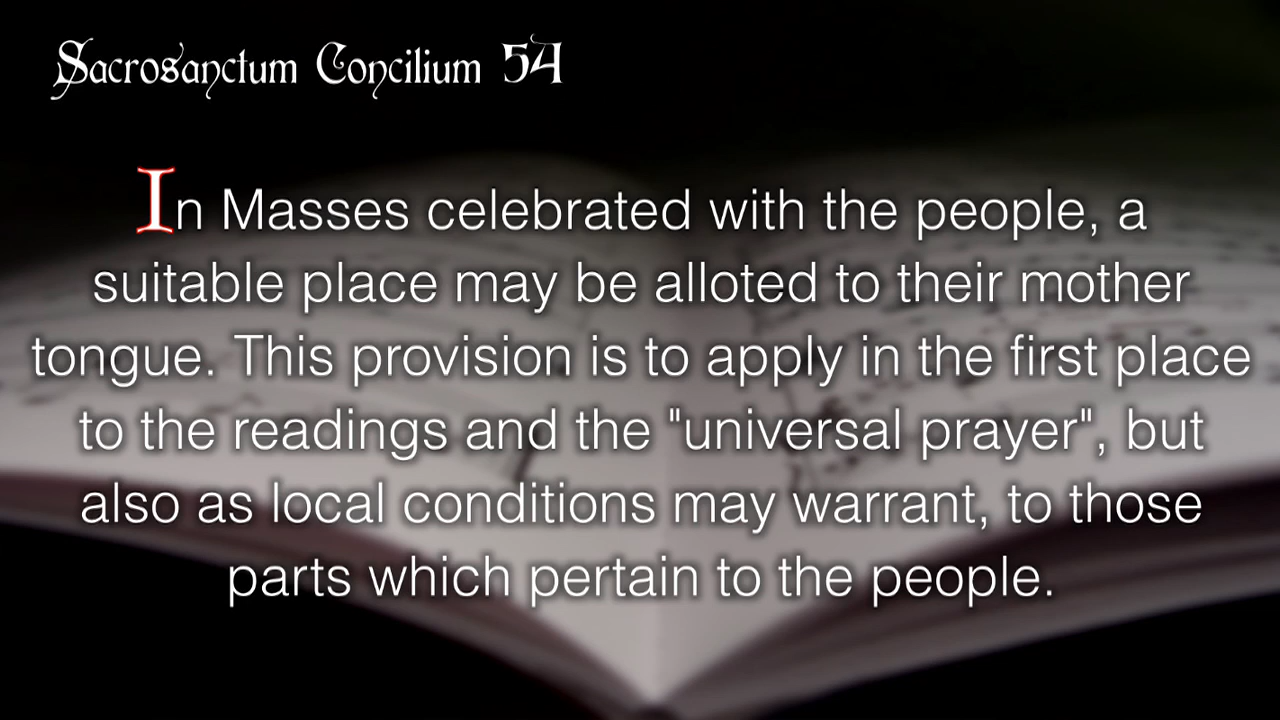 Sacrosanctum Concilium 54
In Masses celebrated with the people, a
suitable place may be alloted to their mother
tongue. This provision is to apply in the first place
to the readings and the "universal prayer", but
also as local conditions may warrant, to those
parts which pertain to the people.